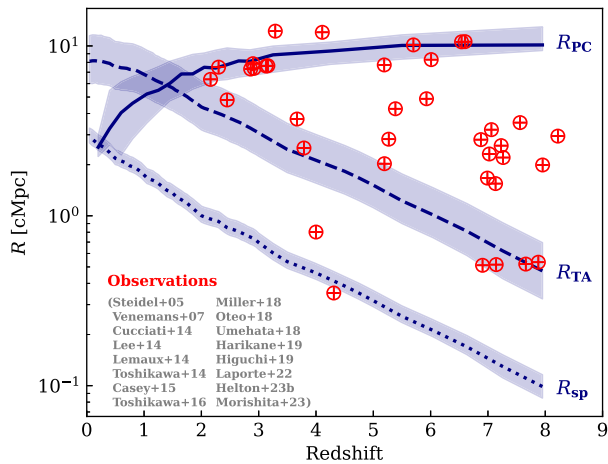 R [cMpc]
10¹
10⁰
10⁻¹
R_PC
R_TA
R_sp
Observations
(Steidel+05 Miller+18
Venemans+07 Oteo+18
Cucciati+14 Umehata+18
Lee+14 Harikane+19
Lemaux+14 Higuchi+19
Toshikawa+14 Laporte+22
Casey+15 Helton+23b
Toshikawa+16 Morishita+23)
0 1 2 3 4 5 6 7 8 9
Redshift